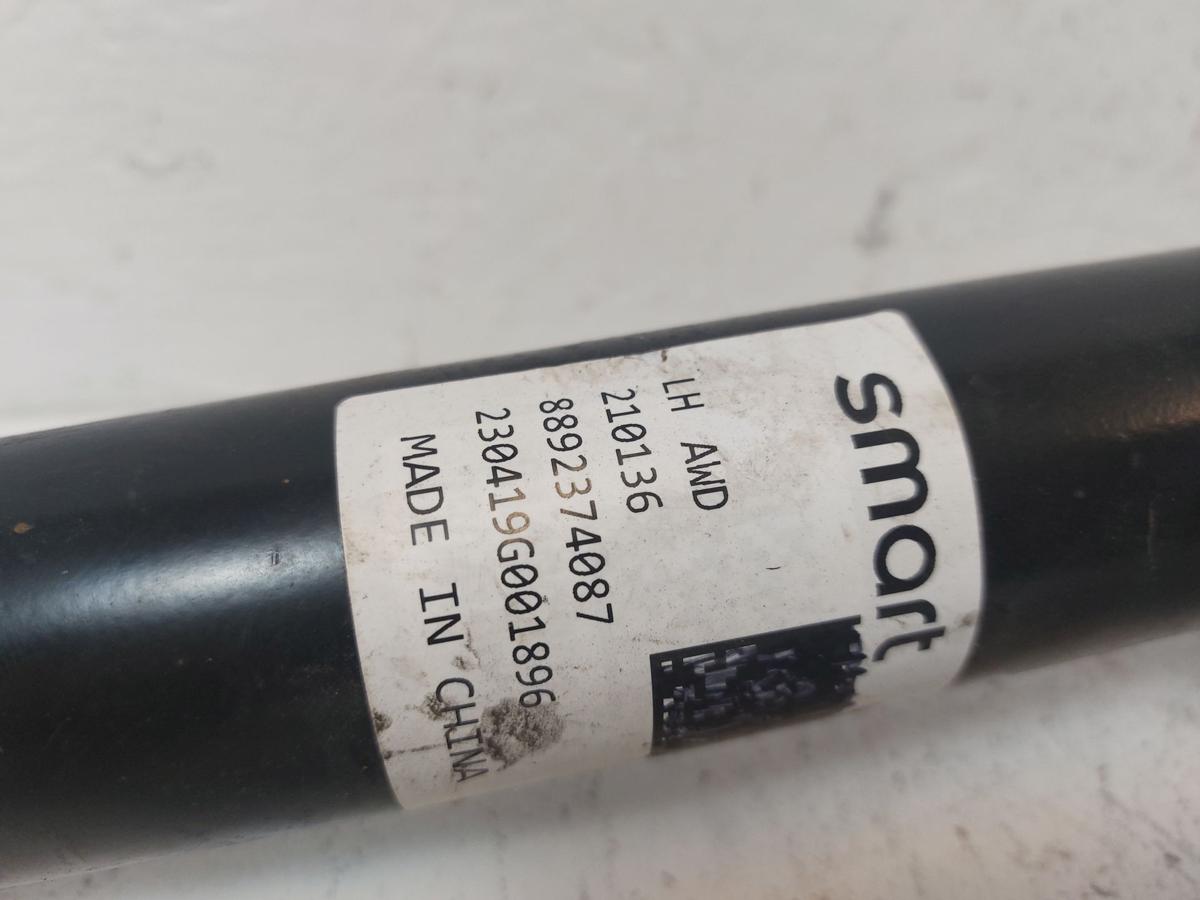 smart
LH AWD
210136
8892374087
230419G001896
MADE IN CHINA